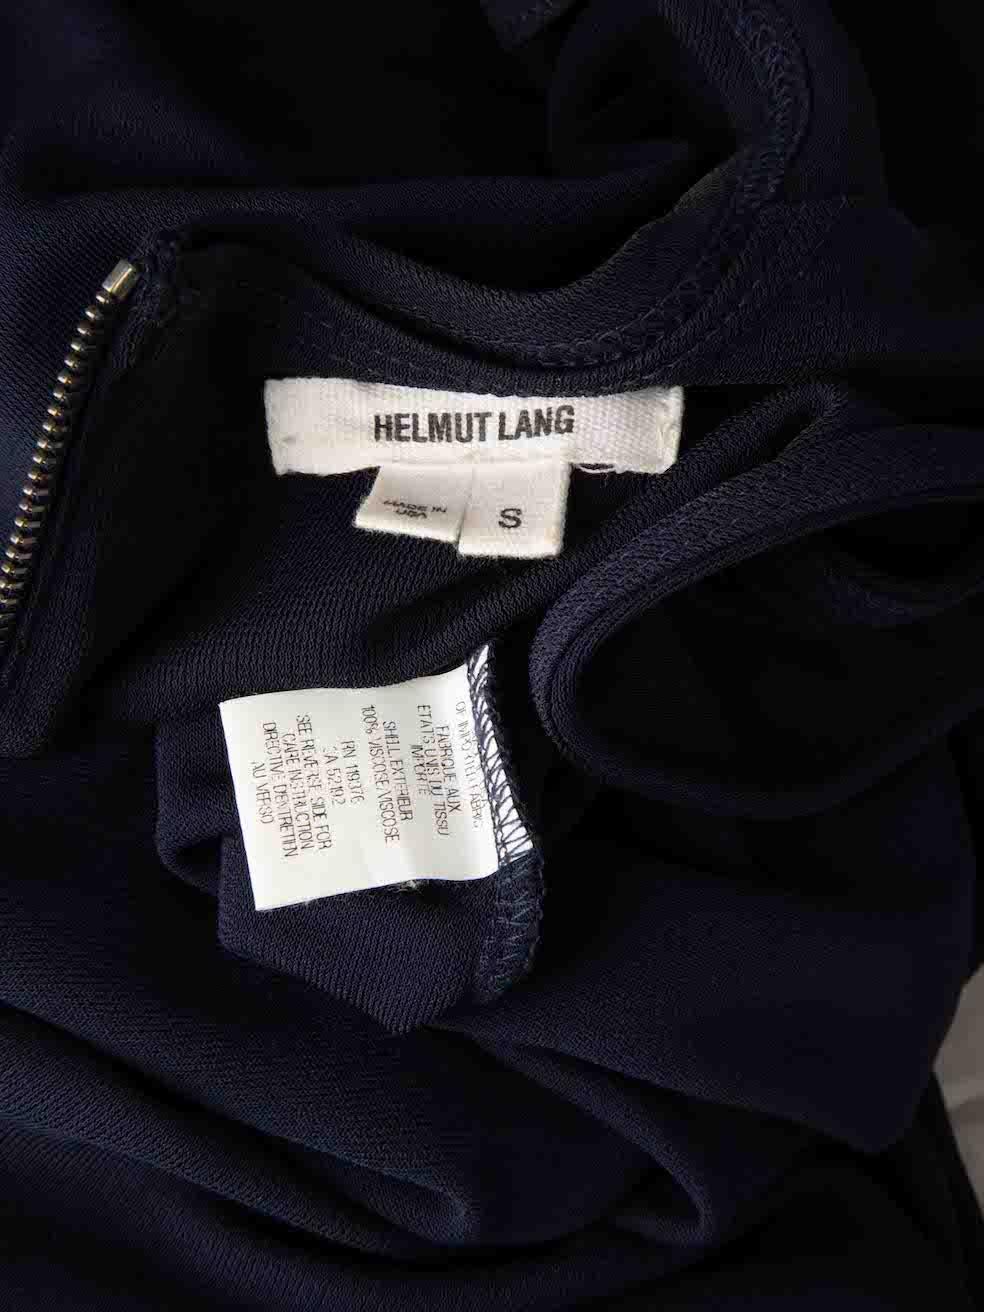 HELMUT LANG
MADE IN
USA
S
OF IMPORTED FABRIC
FABRIQUE AUX
ETATS UNIS DU TISSU
IMPORTE
SHELL EXTERIEUR
100% VISCOSE/VISCOSE
RN 119376
CA 52192
SEE REVERSE SIDE FOR
CARE INSTRUCTION
DIRECTIVE D'ENTRETIEN
AU VERSO